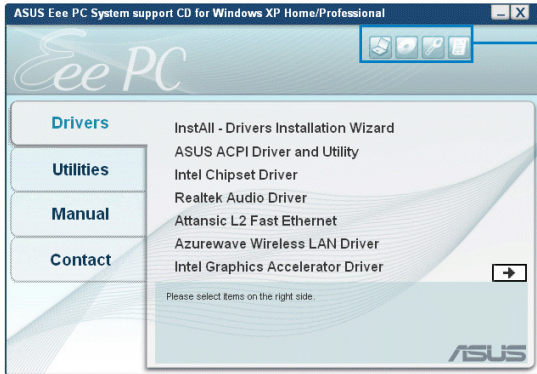 ASUS Eee PC System support CD for Windows XP Home/Professional
Eee PC
Drivers
Utilities
Manual
Contact
InstAll - Drivers Installation Wizard
ASUS ACPI Driver and Utility
Intel Chipset Driver
Realtek Audio Driver
Attansic L2 Fast Ethernet
Azurewave Wireless LAN Driver
Intel Graphics Accelerator Driver
Please select items on the right side.
ASUS